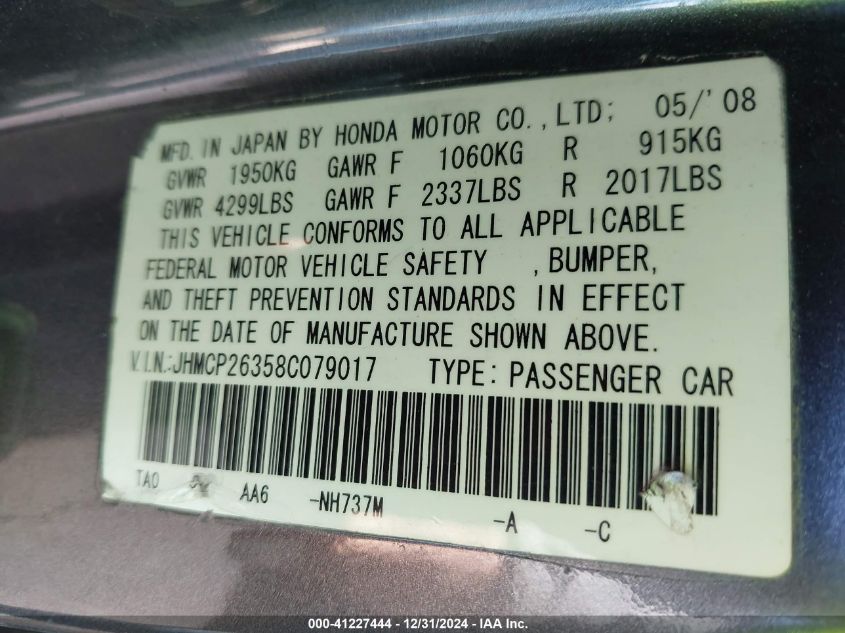 MFD. IN JAPAN BY HONDA MOTOR CO.,LTD; 05/'08
GVWR 1950KG GAWR F 1060KG R 915KG
GVWR 4299LBS GAWR F 2337LBS R 2017LBS
THIS VEHICLE CONFORMS TO ALL APPLICABLE
FEDERAL MOTOR VEHICLE SAFETY , BUMPER,
AND THEFT PREVENTION STANDARDS IN EFFECT
ON THE DATE OF MANUFACTURE SHOWN ABOVE.
V.I.N.:JHMCP26358C079017 TYPE: PASSENGER CAR
TA0 AA6 -NH737M -A -C
000-41227444 - 12/31/2024 - IAA Inc.